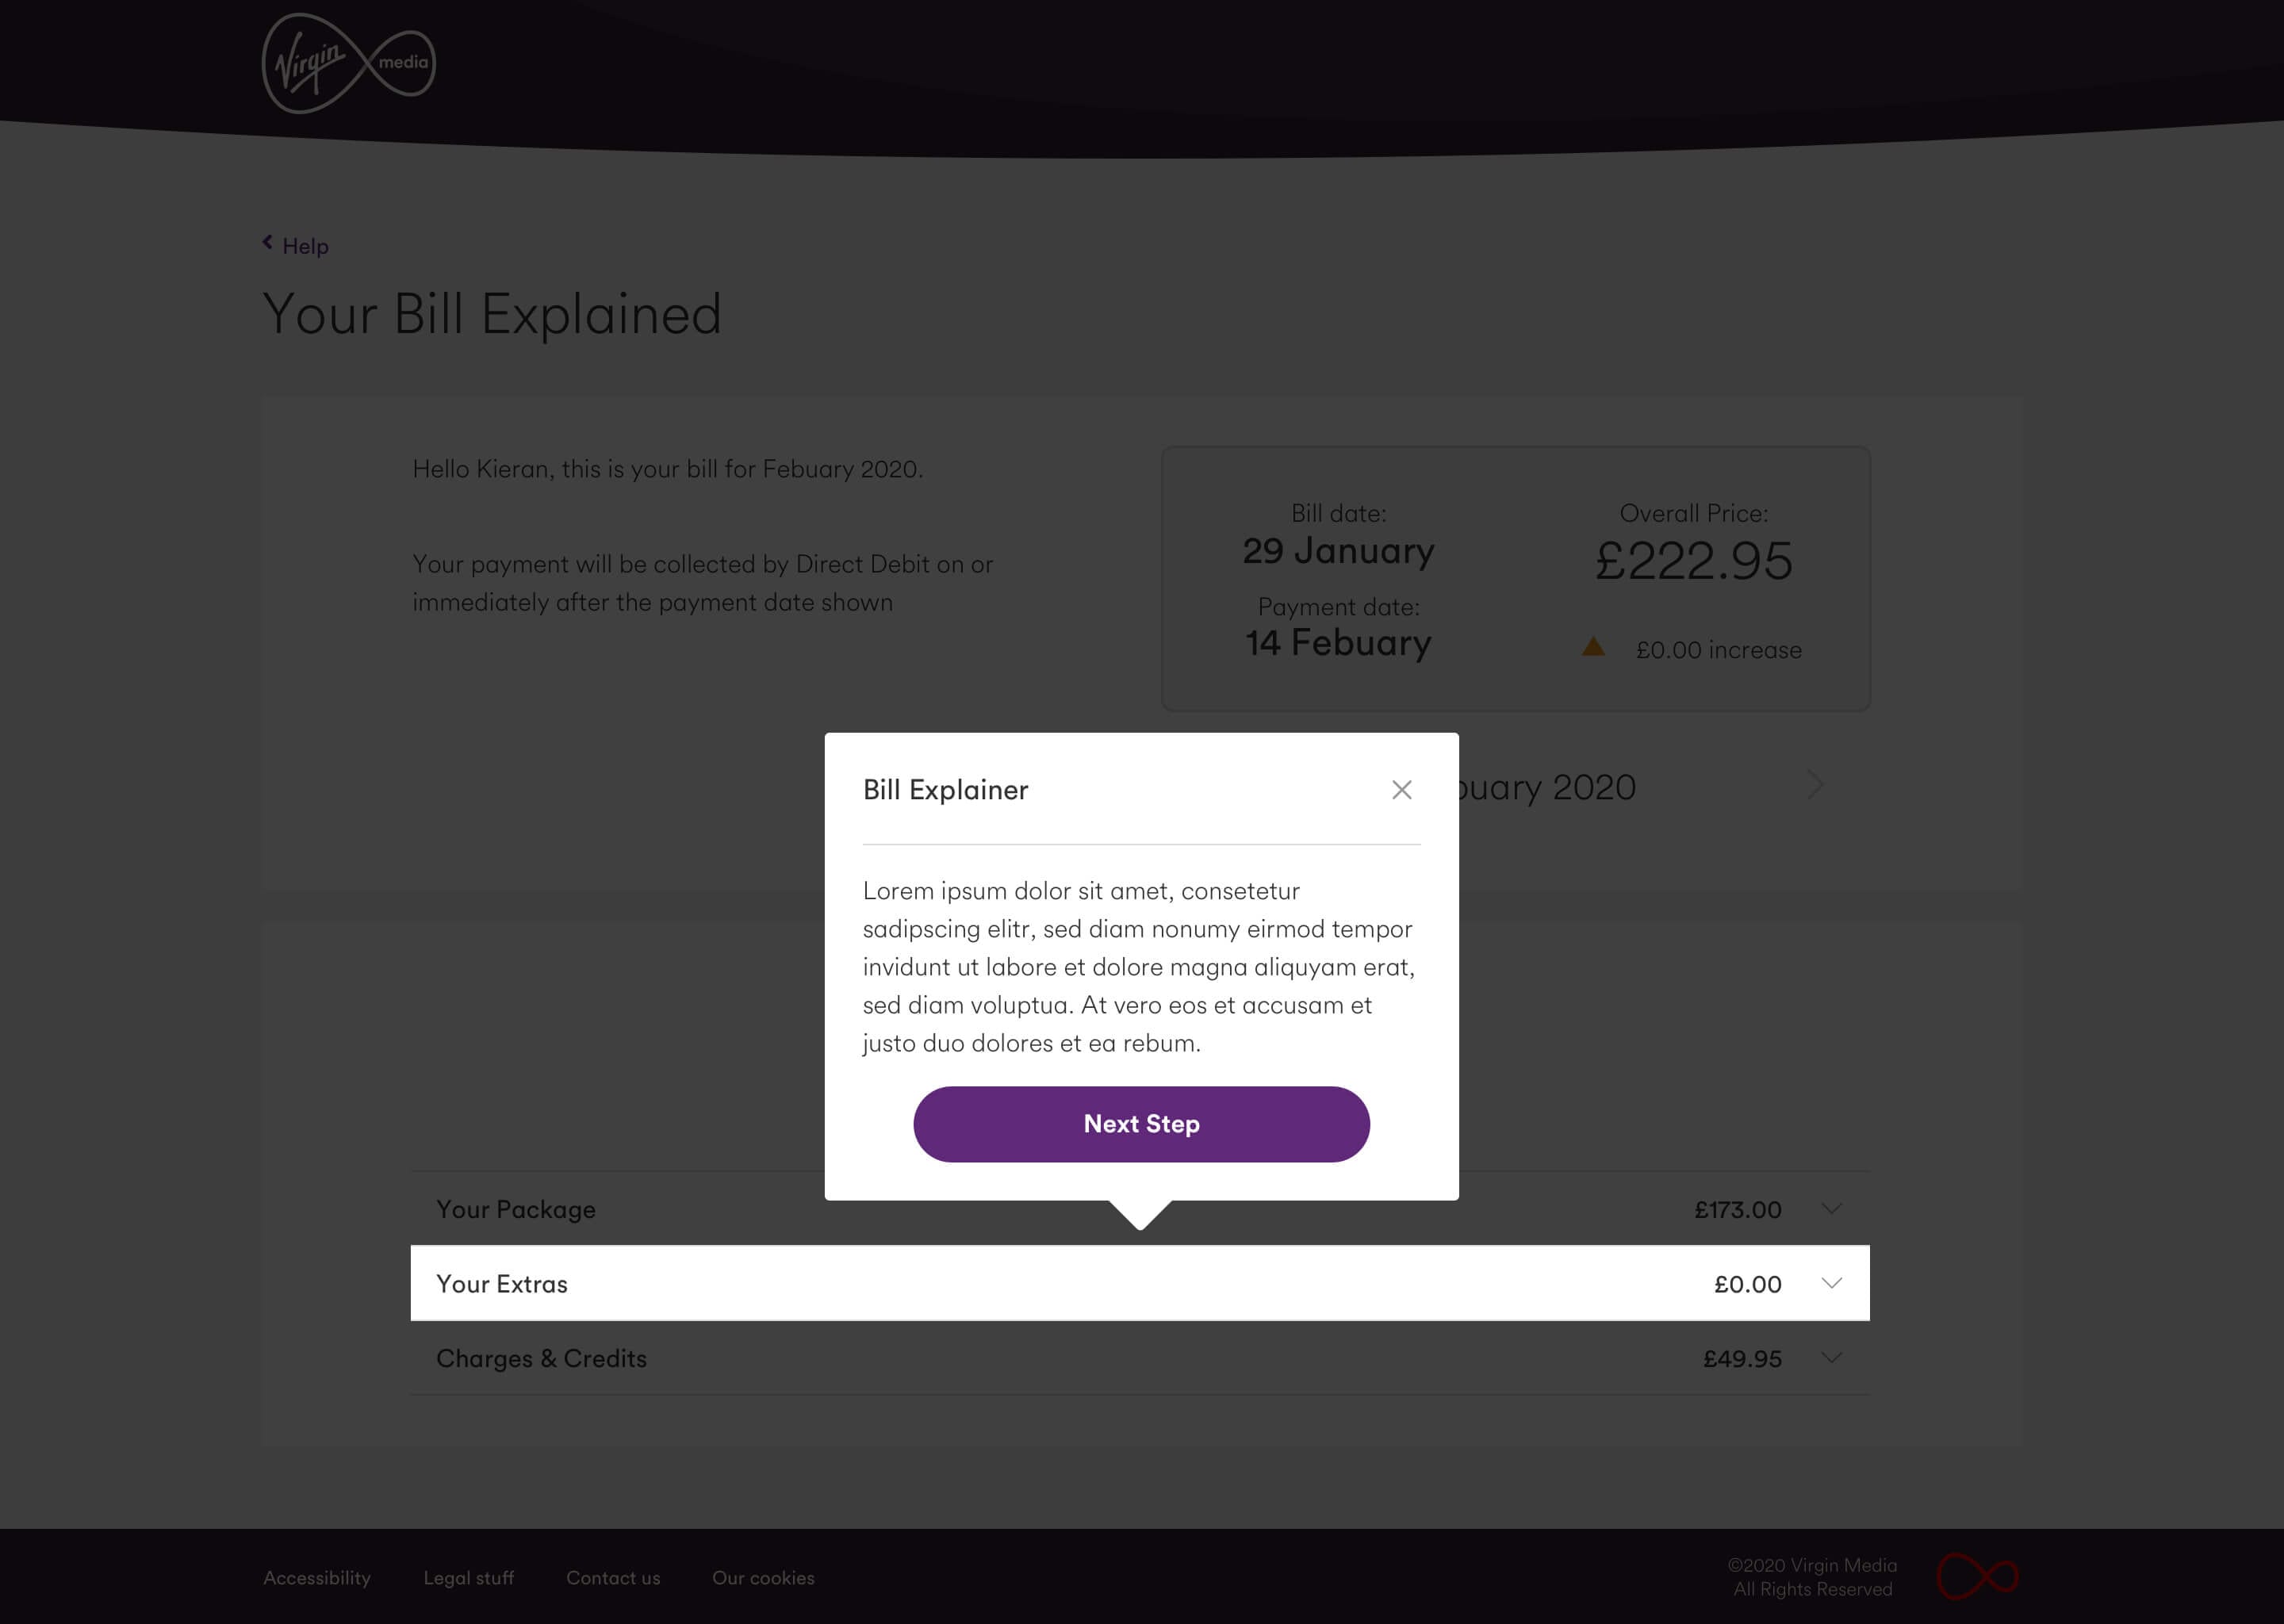 Virgin media
Help
Your Bill Explained
Hello Kieran, this is your bill for Febuary 2020.
Your payment will be collected by Direct Debit on or
immediately after the payment date shown
Bill date:
29 January
Payment date:
14 Febuary
Overall Price:
£222.95
£0.00 increase
buary 2020
Bill Explainer
Lorem ipsum dolor sit amet, consetetur
sadipscing elitr, sed diam nonumy eirmod tempor
invidunt ut labore et dolore magna aliquyam erat,
sed diam voluptua. At vero eos et accusam et
justo duo dolores et ea rebum.
Next Step
Your Package £173.00
Your Extras £0.00
Charges & Credits £49.95
Accessibility Legal stuff Contact us Our cookies
©2020 Virgin Media
All Rights Reserved